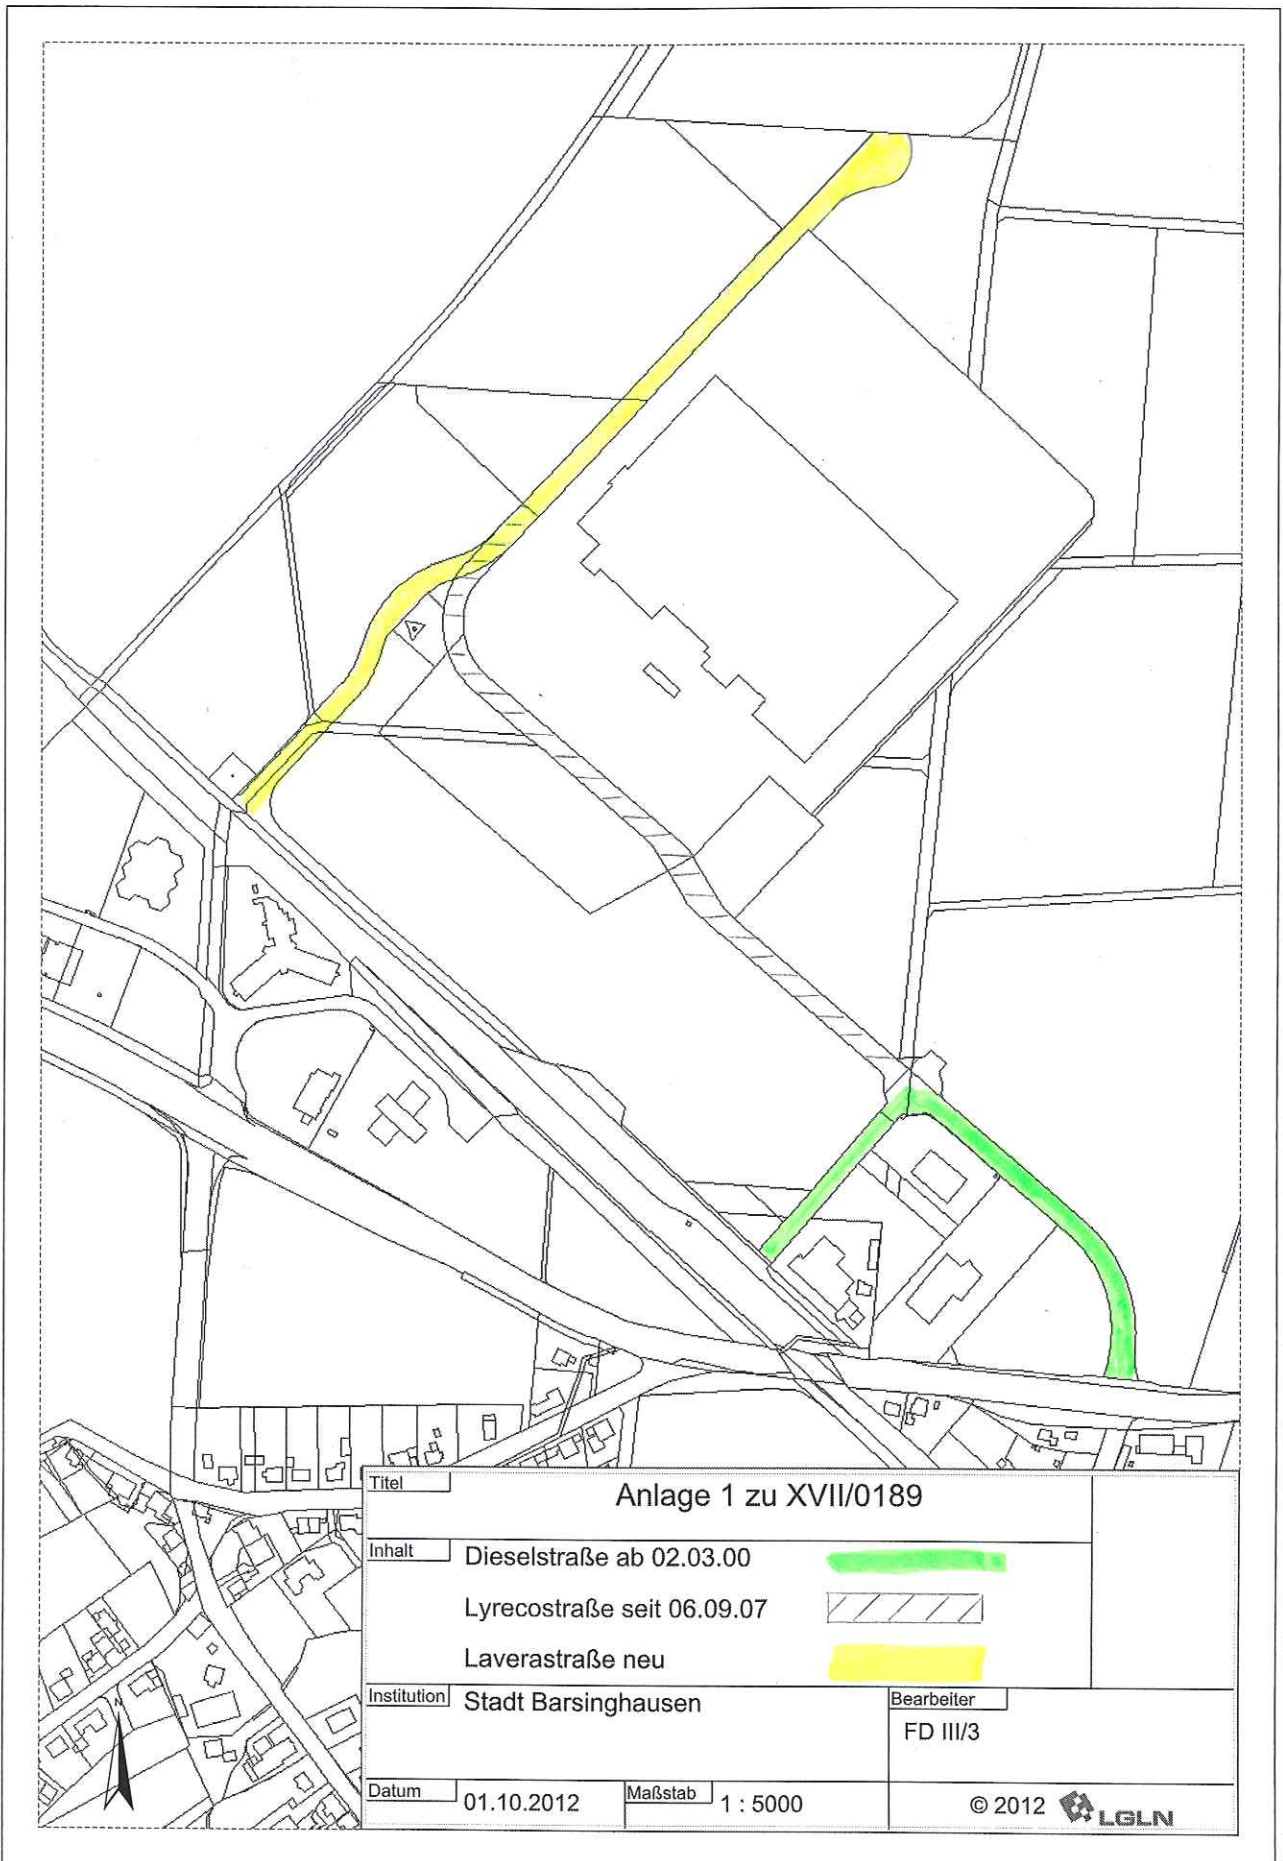 Titel
Anlage 1 zu XVII/0189
Inhalt
Dieselstraße ab 02.03.00
Lyrecostraße seit 06.09.07
Laverastraße neu
Institution
Stadt Barsinghausen
Bearbeiter
FD III/3
Datum
01.10.2012
Maßstab
1 : 5000
© 2012 LGLN
N